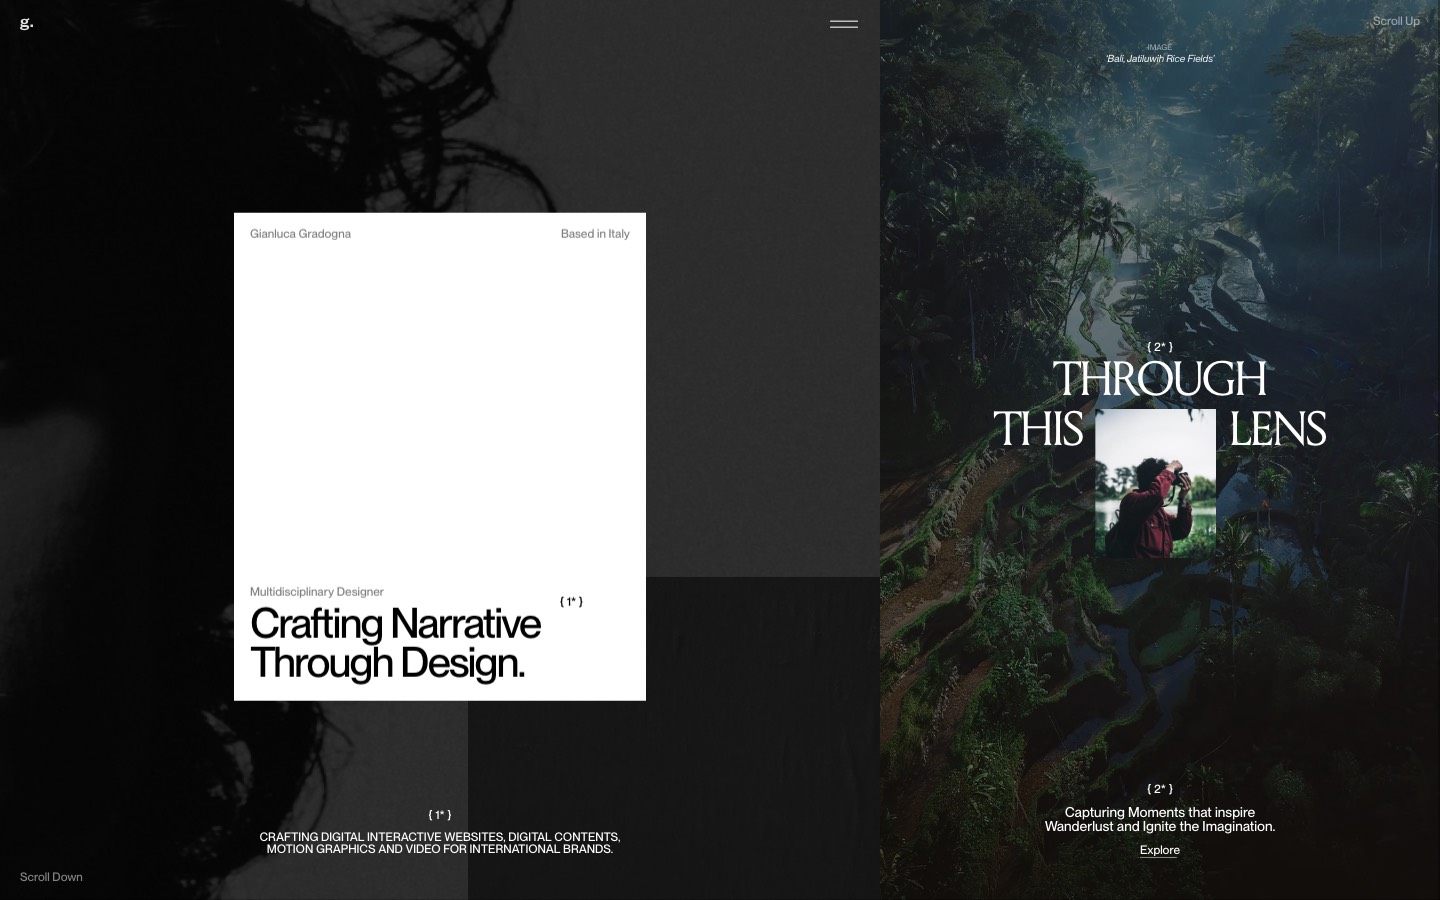 g.
Gianluca Gradogna
Based in Italy
Multidisciplinary Designer
Crafting Narrative { 1* }
Through Design.
{ 1* }
CRAFTING DIGITAL INTERACTIVE WEBSITES, DIGITAL CONTENTS,
MOTION GRAPHICS AND VIDEO FOR INTERNATIONAL BRANDS.
Scroll Down
Scroll Up
IMAGE
'Bali, Jatiluwih Rice Fields'
{ 2* }
THROUGH
THIS LENS
{ 2* }
Capturing Moments that inspire
Wanderlust and Ignite the Imagination.
Explore